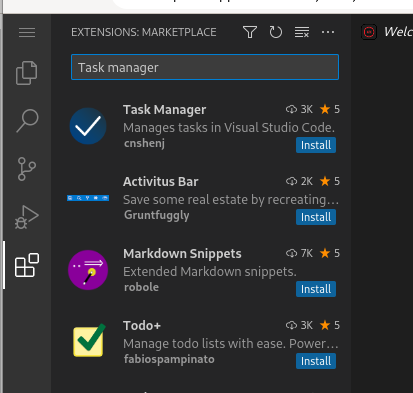 EXTENSIONS: MARKETPLACE
Welc
Task manager
Task Manager 3K 5
Manages tasks in Visual Studio Code.
cnshenj Install
Activitus Bar 2K 5
Save some real estate by recreating...
Gruntfuggly Install
Markdown Snippets 7K 5
Extended Markdown snippets.
robole Install
Todo+ 3K 5
Manage todo lists with ease. Power...
fabiospampinato Install